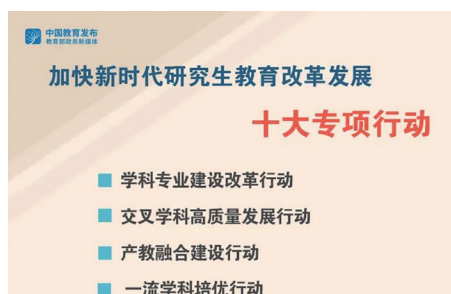 中国教育发布
教育部政务新媒体
加快新时代研究生教育改革发展
十大专项行动
学科专业建设改革行动
交叉学科高质量发展行动
产教融合建设行动
一流学科培优行动